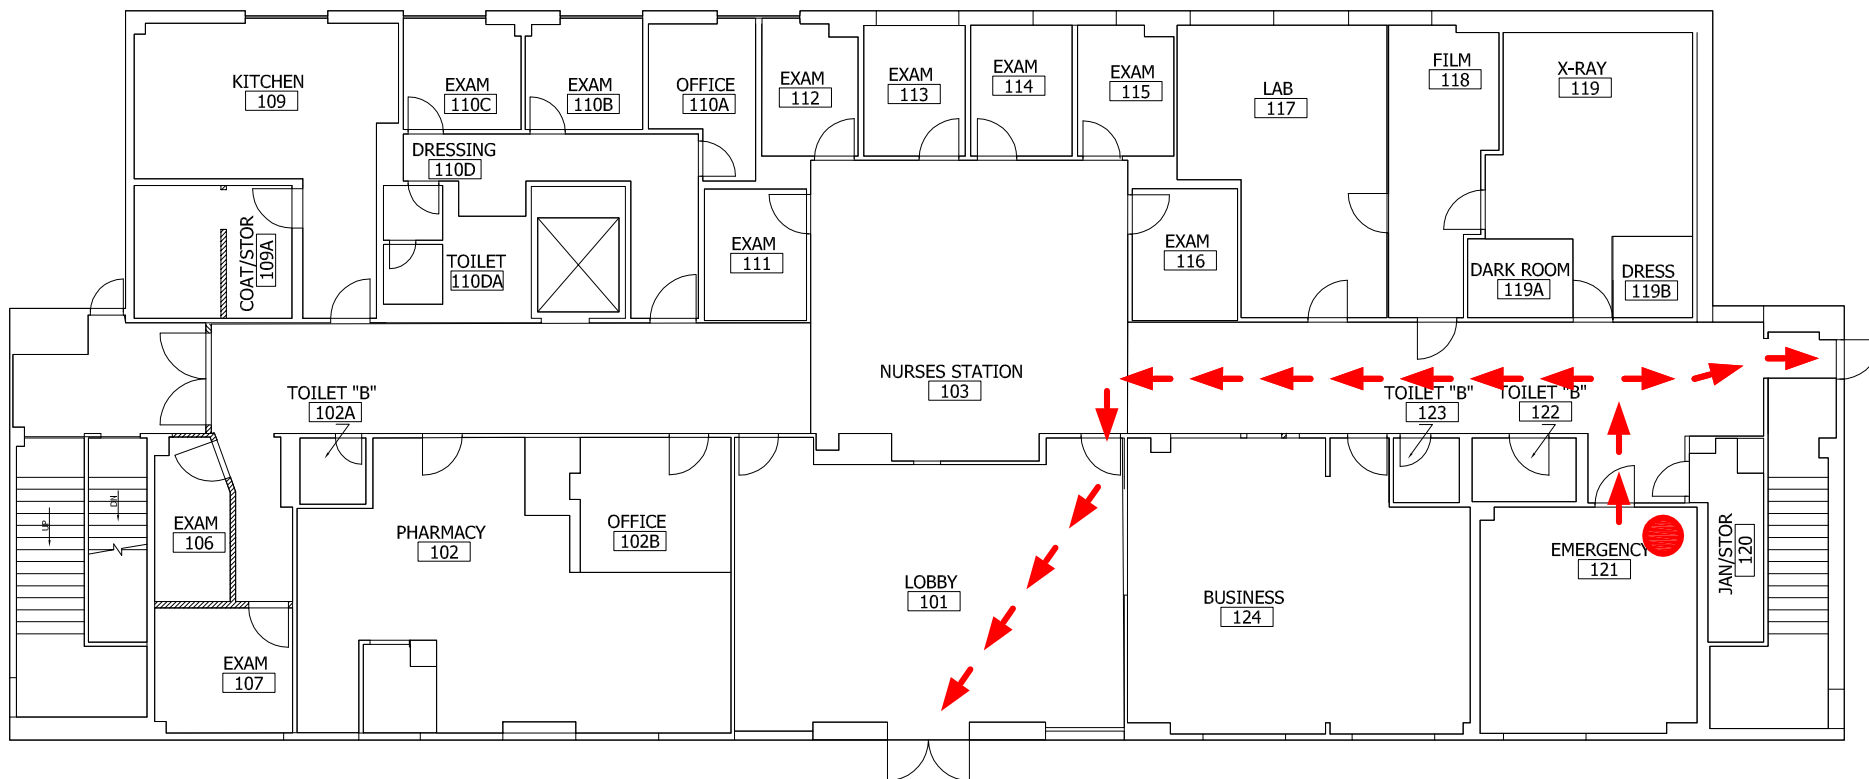 KITCHEN
109
EXAM
110C
EXAM
110B
OFFICE
110A
EXAM
112
EXAM
113
EXAM
114
EXAM
115
LAB
117
FILM
118
X-RAY
119
DRESSING
110D
COAT/STOR
109A
TOILET
110DA
EXAM
111
EXAM
116
DARK ROOM
119A
DRESS
119B
TOILET "B"
102A
NURSES STATION
103
TOILET "B"
123
TOILET "B"
122
UP
DN
EXAM
106
PHARMACY
102
OFFICE
102B
LOBBY
101
BUSINESS
124
EMERGENCY
121
JAN/STOR
120
EXAM
107